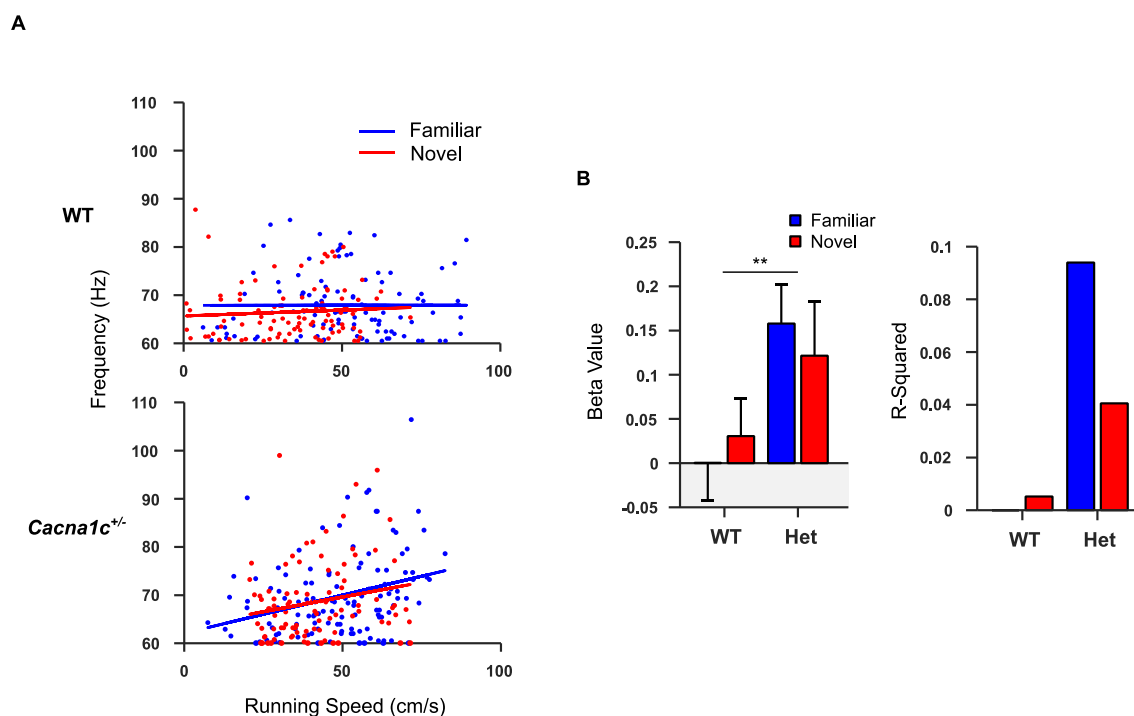 A
110
100
90
80
70
60
0
50
100
Familiar
Novel
WT
Frequency (Hz)
110
100
90
80
70
60
0
50
100
Cacna1c+/-
Running Speed (cm/s)
B
Familiar
Novel
0.25
0.2
0.15
0.1
0.05
0
-0.05
**
Beta Value
WT
Het
0.1
0.08
0.06
0.04
0.02
0
R-Squared
WT
Het